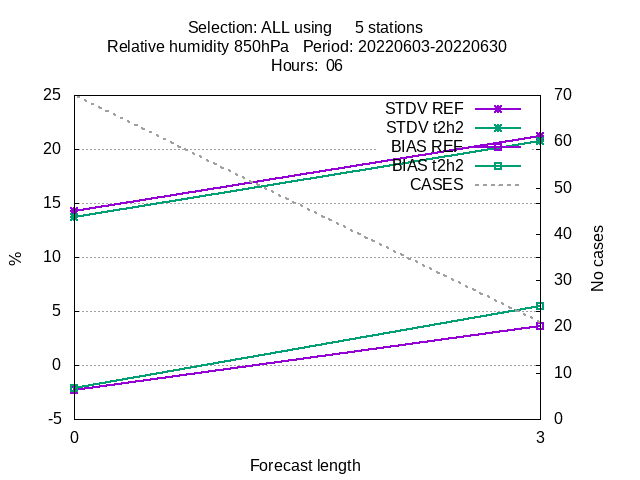 Selection: ALL using 5 stations
Relative humidity 850hPa Period: 20220603-20220630
Hours: 06
25
20
15
10
5
0
-5
%
STDV REF
STDV t2h2
BIAS REF
BIAS t2h2
CASES
70
60
50
40
30
20
10
0
No cases
0 3
Forecast length